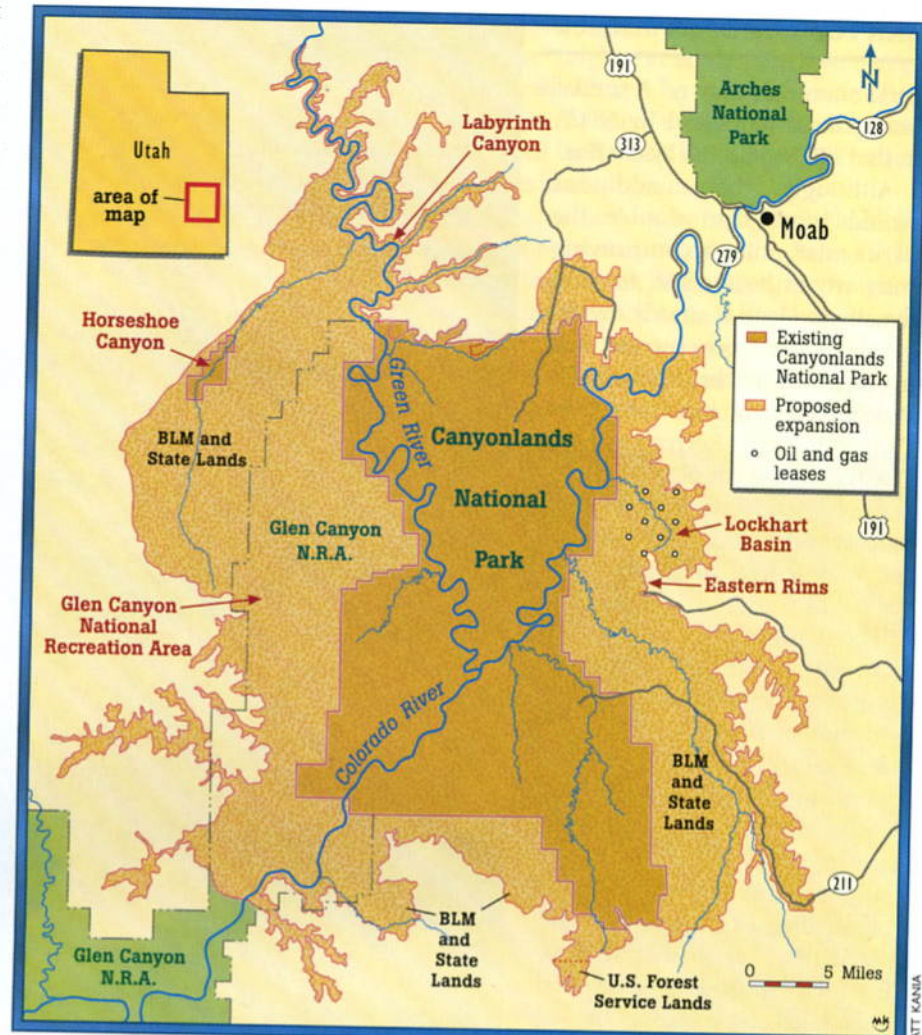 Utah
area of
map
Labyrinth
Canyon
191
313
Arches
National
Park
N
128
Moab
279
Horseshoe
Canyon
Existing
Canyonlands
National Park
Proposed
expansion
Oil and gas
leases
Green River
BLM and
State Lands
Canyonlands
National
Park
Glen Canyon
N.R.A.
Lockhart
Basin
191
Eastern Rims
Glen Canyon
National
Recreation Area
Colorado River
BLM
and
State
Lands
211
BLM
and
State
Lands
Glen Canyon
N.R.A.
U.S. Forest
Service Lands
0 5 Miles
MK
T KANIA